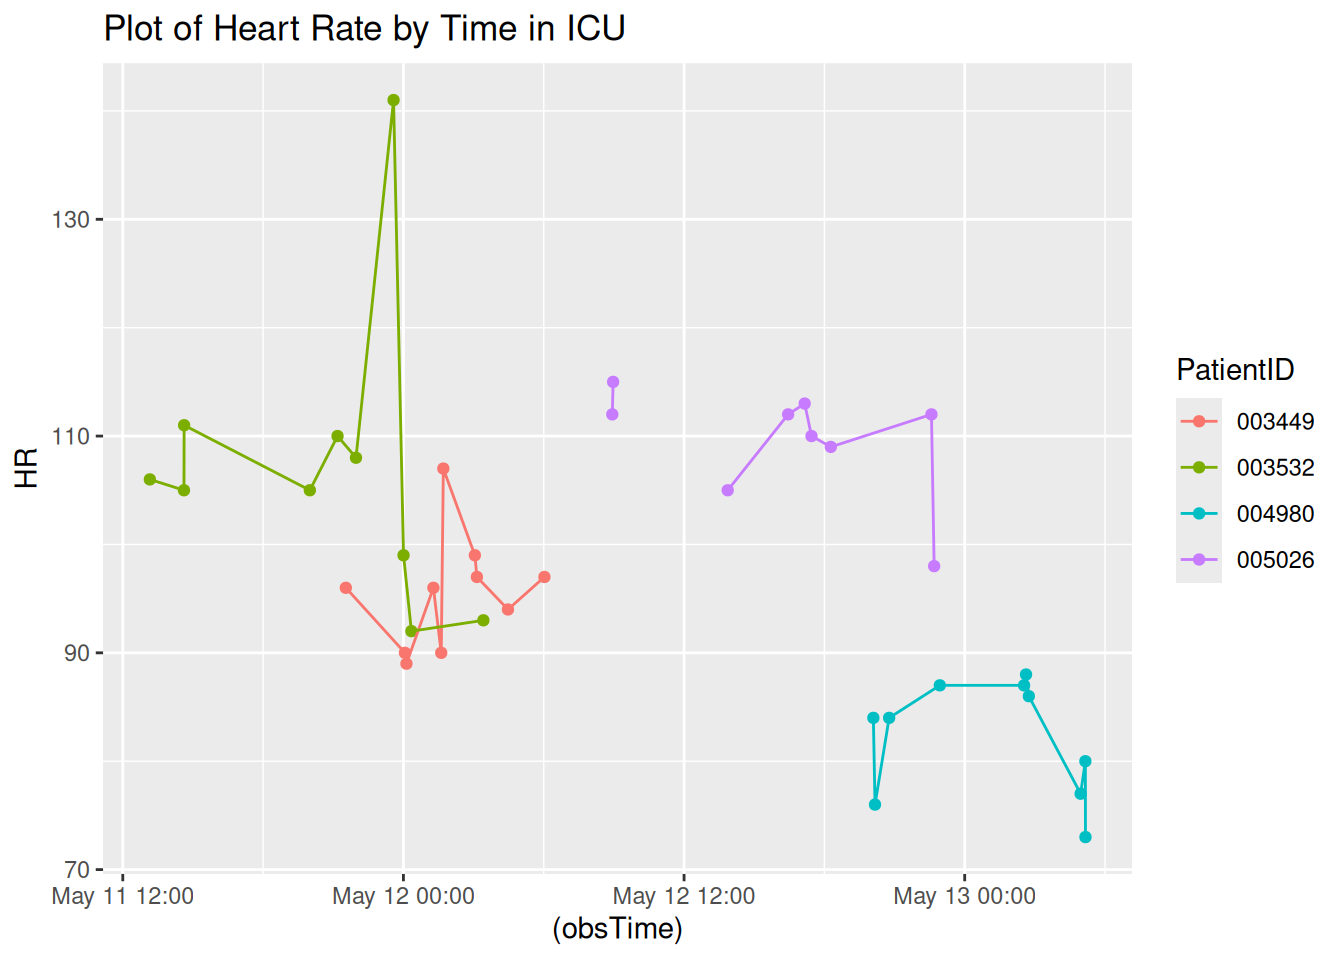 Plot of Heart Rate by Time in ICU
HR
130
110
90
70
May 11 12:00
May 12 00:00
May 12 12:00
May 13 00:00
(obsTime)
PatientID
003449
003532
004980
005026